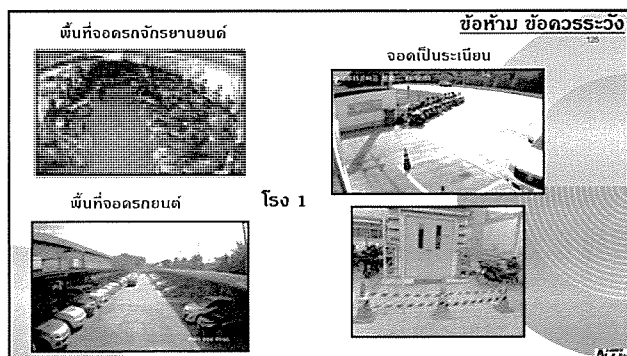 ข้อห้าม ข้อควรระวัง
พื้นที่จอดรถจักรยานยนต์
จอดเป็นระเบียบ
พื้นที่จอดรถยนต์
โรง 1